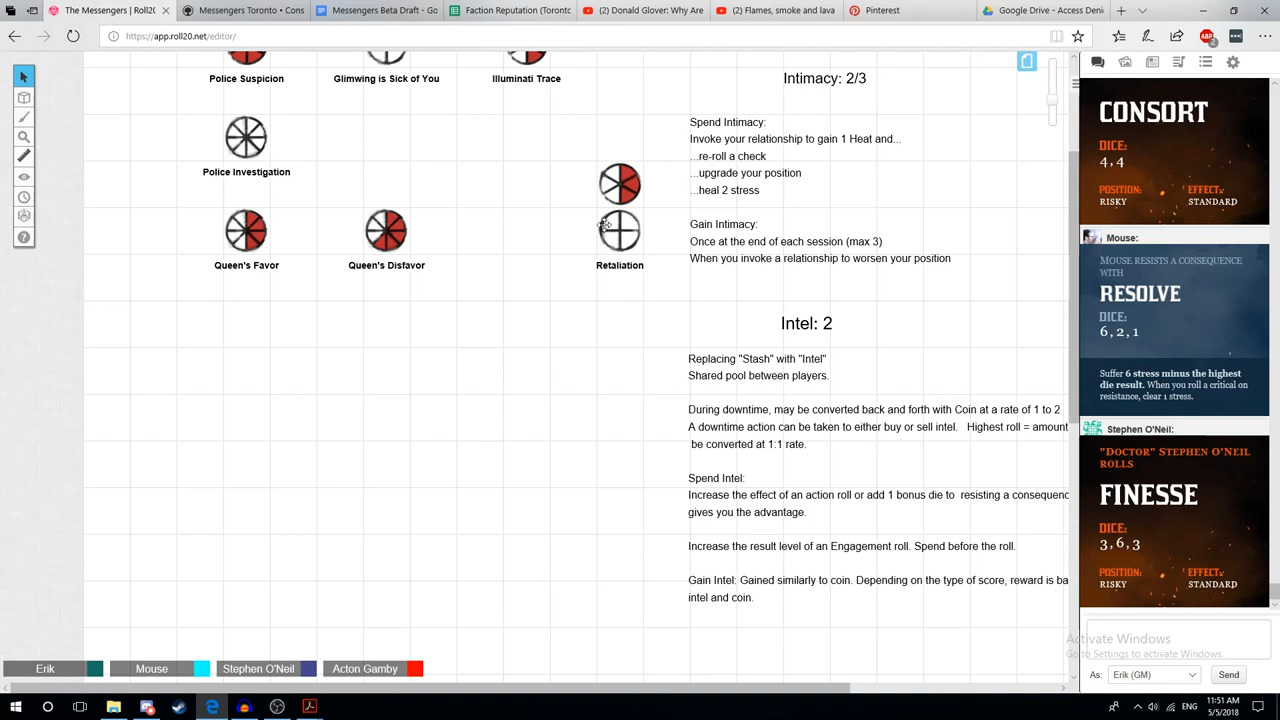 The Messengers | Roll20
Messengers Toronto • Cons
Messengers Beta Draft - Go
Faction Reputation (Toronto
(2) Donald Glover: Why Are
(2) Flames, smoke and lava
Pinterest
Google Drive - Access Deni
https://app.roll20.net/editor/
ABP
2
Police Suspicion
Glimwing is Sick of You
Illuminati Trace
Police Investigation
Queen's Favor
Queen's Disfavor
Retaliation
Intimacy: 2/3
Spend Intimacy:
Invoke your relationship to gain 1 Heat and...
...re-roll a check
...upgrade your position
...heal 2 stress
Gain Intimacy:
Once at the end of each session (max 3)
When you invoke a relationship to worsen your position
Intel: 2
Replacing "Stash" with "Intel"
Shared pool between players.
During downtime, may be converted back and forth with Coin at a rate of 1 to 2
A downtime action can be taken to either buy or sell intel. Highest roll = amount
be converted at 1:1 rate.
Spend Intel:
Increase the effect of an action roll or add 1 bonus die to resisting a consequenc
gives you the advantage.
Increase the result level of an Engagement roll. Spend before the roll.
Gain Intel: Gained similarly to coin. Depending on the type of score, reward is ba
intel and coin.
CONSORT
DICE:
4,4
POSITION: EFFECT:
RISKY STANDARD
Mouse:
MOUSE RESISTS A CONSEQUENCE
WITH
RESOLVE
DICE:
6,2,1
Suffer 6 stress minus the highest
die result. When you roll a critical on
resistance, clear 1 stress.
Stephen O'Neil:
"DOCTOR" STEPHEN O'NEIL
ROLLS
FINESSE
DICE:
3,6,3
POSITION: EFFECT:
RISKY STANDARD
Activate Windows
Go to Settings to activate Windows.
As: Erik (GM) Send
Erik
Mouse
Stephen O'Neil
Acton Gamby
ENG
11:51 AM
5/5/2018